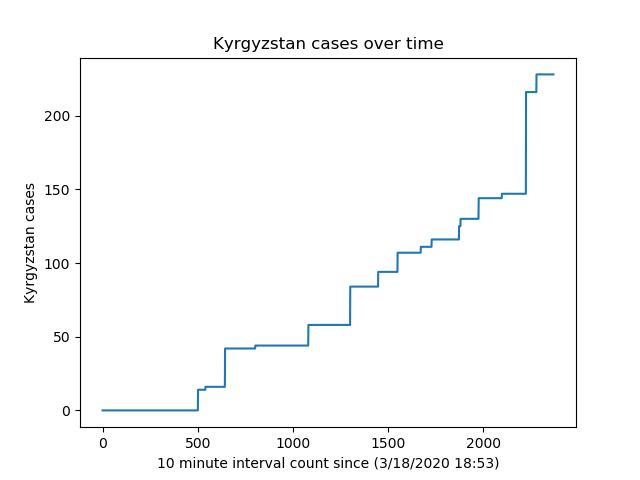 Kyrgyzstan cases over time
Kyrgyzstan cases
200
150
100
50
0
0 500 1000 1500 2000
10 minute interval count since (3/18/2020 18:53)